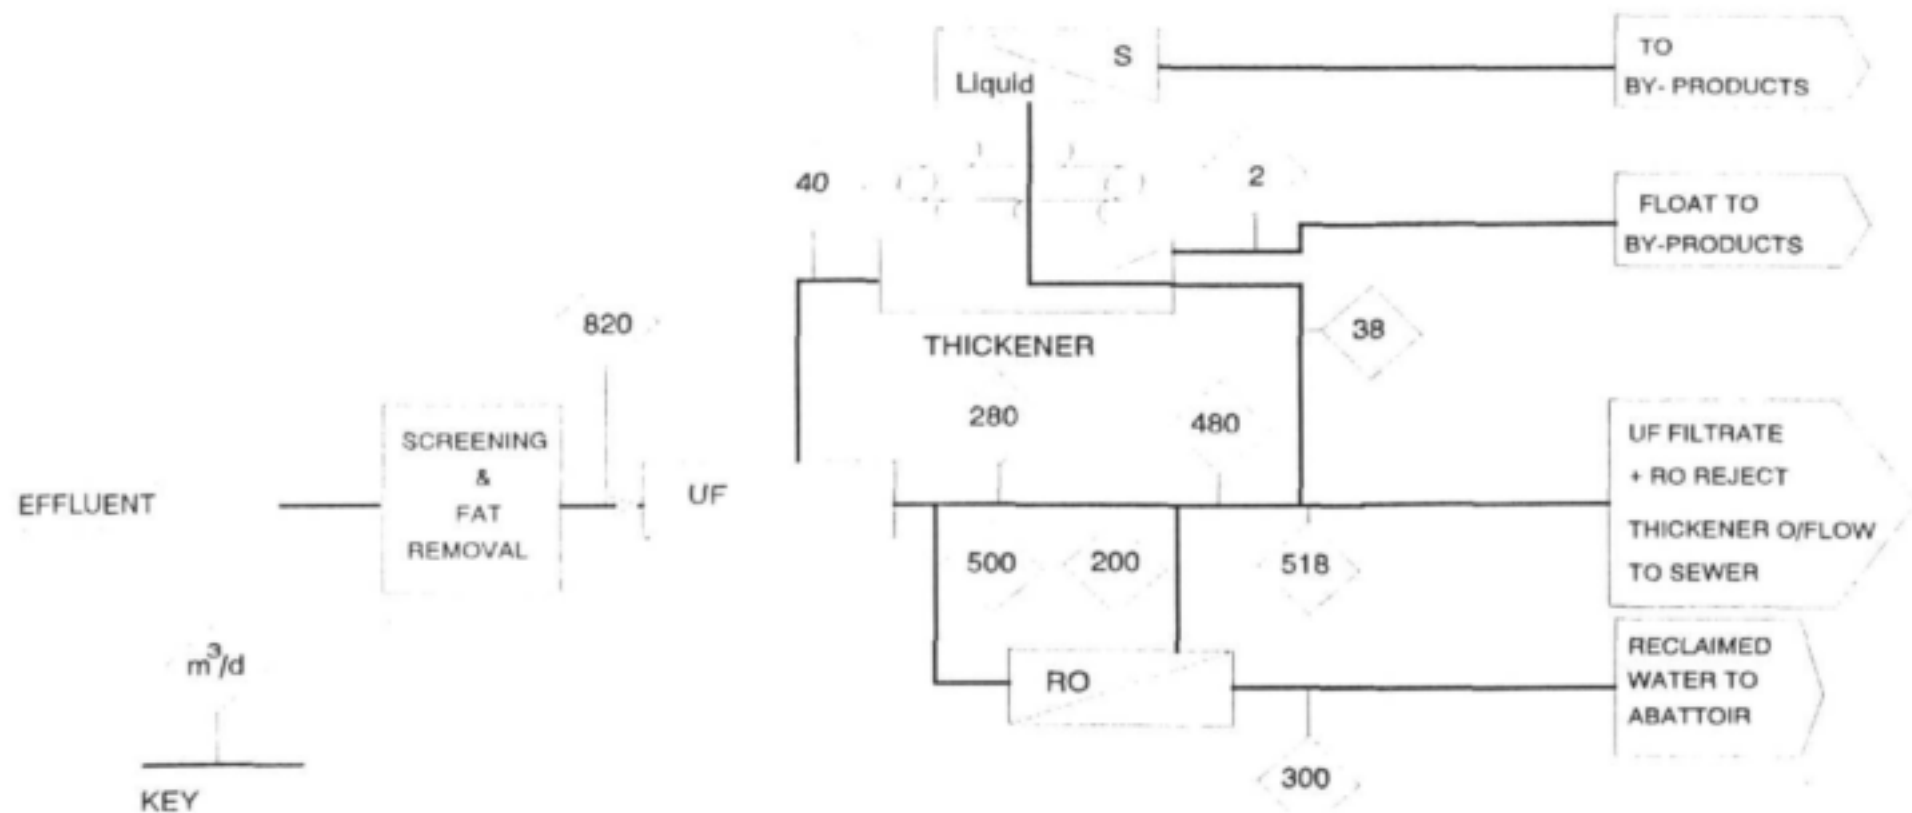 S
Liquid
TO
BY- PRODUCTS
40
2
FLOAT TO
BY-PRODUCTS
820
THICKENER
38
280
480
SCREENING
&
FAT
REMOVAL
EFFLUENT
UF
UF FILTRATE
+ RO REJECT
THICKENER O/FLOW
TO SEWER
500
200
518
m³/d
RO
RECLAIMED
WATER TO
ABATTOIR
300
KEY